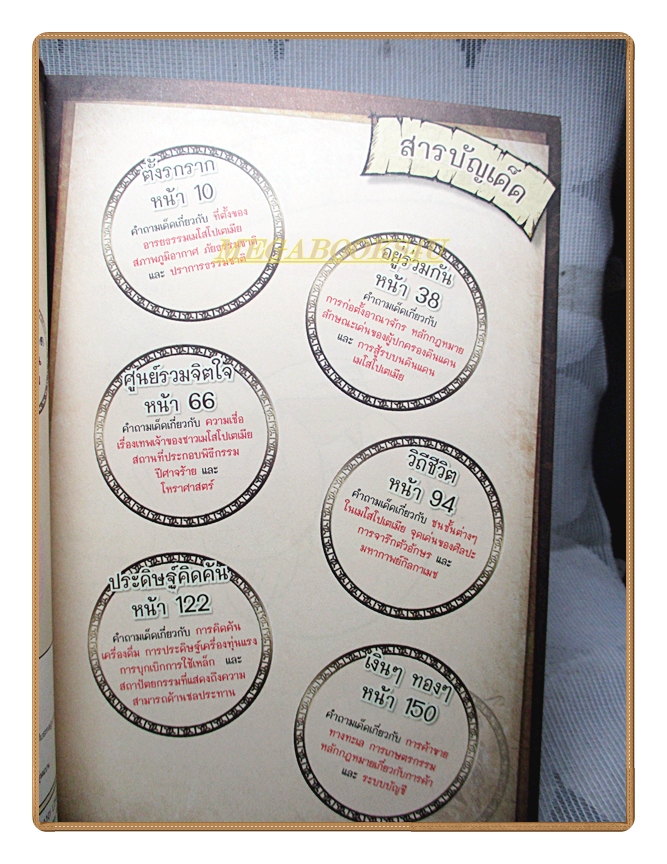 สารบัญเด็ด
ตั้งรกราก
หน้า 10
คำถามเด็ดเกี่ยวกับ ที่ตั้งของ
อารยธรรมเมโสโปเตเมีย
สภาพภูมิอากาศ ภัยธรรมชาติ
และ ปราการธรรมชาติ
MEGABOOKS4U
อยู่ร่วมกัน
หน้า 38
คำถามเด็ดเกี่ยวกับ
การก่อตั้งอาณาจักร หลักกฎหมาย
ลักษณะเด่นของผู้ปกครองดินแดน
และ การสู้รบบนดินแดน
เมโสโปเตเมีย
ศูนย์รวมจิตใจ
หน้า 66
คำถามเด็ดเกี่ยวกับ ความเชื่อ
เรื่องเทพเจ้าของชาวเมโสโปเตเมีย
สถานที่ประกอบพิธีกรรม
ปีศาจร้าย และ
โหราศาสตร์
วิถีชีวิต
หน้า 94
คำถามเด็ดเกี่ยวกับ ชนชั้นต่างๆ
ในเมโสโปเตเมีย จุดเด่นของศิลปะ
การจารึกตัวอักษร และ
มหากาพย์กิลกาเมช
ประดิษฐ์คิดค้น
หน้า 122
คำถามเด็ดเกี่ยวกับ การคิดค้น
เครื่องดื่ม การประดิษฐ์เครื่องทุ่นแรง
การบุกเบิกการใช้เหล็ก และ
สถาปัตยกรรมที่แสดงถึงความ
สามารถด้านชลประทาน
เงินๆ ทองๆ
หน้า 150
คำถามเด็ดเกี่ยวกับ การค้าขาย
ทางทะเล การเกษตรกรรม
หลักกฎหมายเกี่ยวกับการค้า
และ ระบบบัญชี